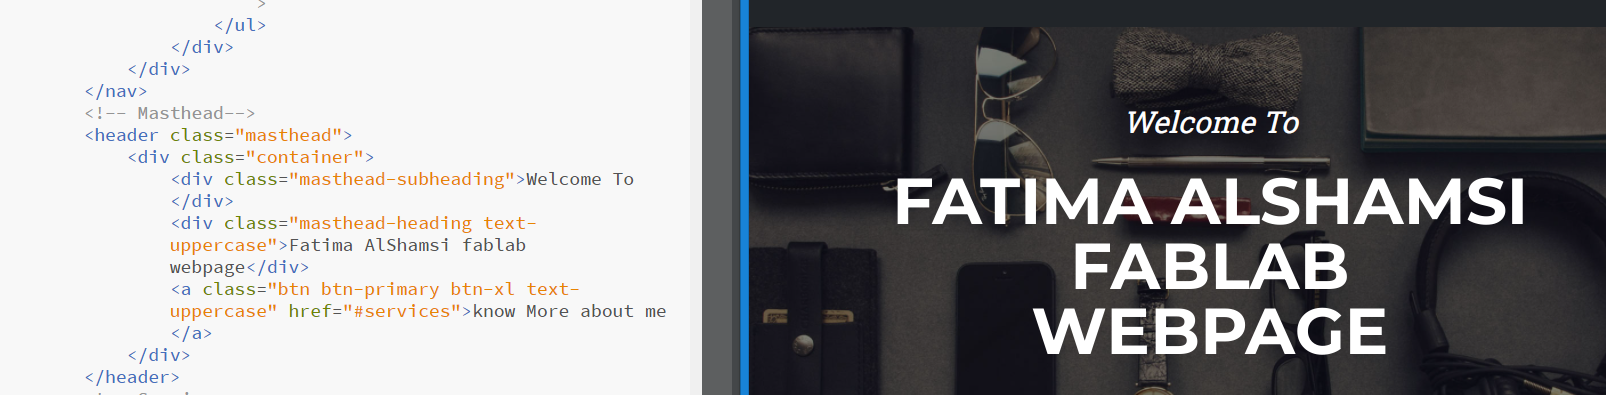 >
</ul>
</div>
</div>
</nav>
<!-- Masthead-->
<header class="masthead">
<div class="container">
<div class="masthead-subheading">Welcome To
</div>
<div class="masthead-heading text-
uppercase">Fatima AlShamsi fablab
webpage</div>
<a class="btn btn-primary btn-xl text-
uppercase" href="#services">know More about me
</a>
</div>
</header>
Welcome To
FATIMA ALSHAMSI
FABLAB
WEBPAGE